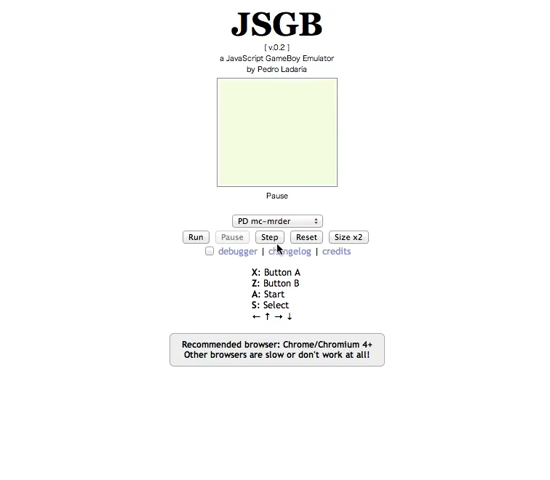 JSGB
[ v.0.2 ]
a JavaScript GameBoy Emulator
by Pedro Ladaria
Pause
PD mc-mrder
Run Pause Step Reset Size x2
debugger | changelog | credits
X: Button A
Z: Button B
A: Start
S: Select
← ↑ → ↓
Recommended browser: Chrome/Chromium 4+
Other browsers are slow or don't work at all!